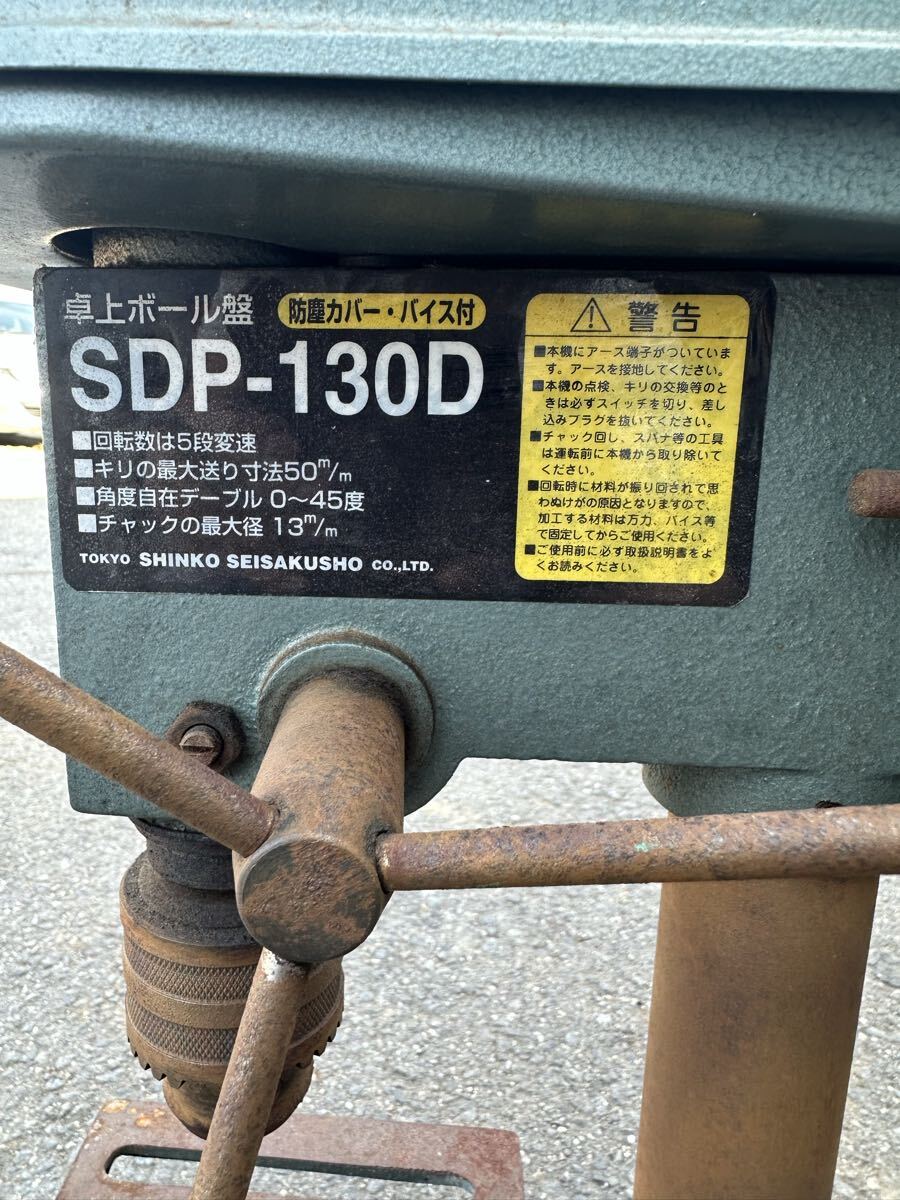 卓上ボール盤
防塵カバー・バイス付
SDP-130D
■回転数は5段変速
■キリの最大送り寸法50m/m
■角度自在テーブル 0～45度
■チャックの最大径 13m/m
TOKYO SHINKO SEISAKUSHO CO.,LTD.
警告
■本機にアース端子がついていま
す。アースを接地してください。
■本機の点検、キリの交換等のと
きは必ずスイッチを切り、差し
込みプラグを抜いてください。
■チャック回し、スパナ等の工具
は運転前に本機から取り除いて
ください。
■回転時に材料が振り回されて思
わぬけがの原因となりますので、
加工する材料は万力、バイス等
で固定してからご使用ください。
■ご使用前に必ず取扱説明書をよ
くお読みください。